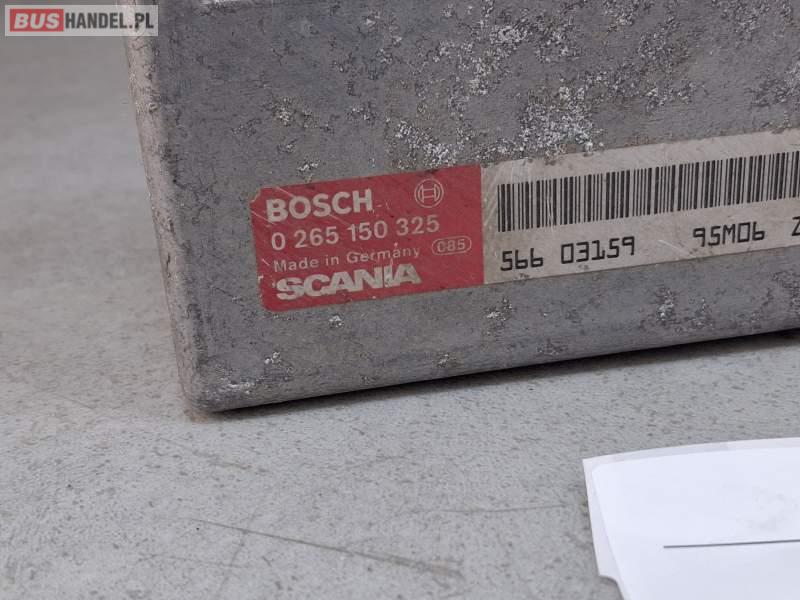 BUSHANDEL.PL
BOSCH
0 265 150 325
Made in Germany 085
SCANIA
566 03159 95M06